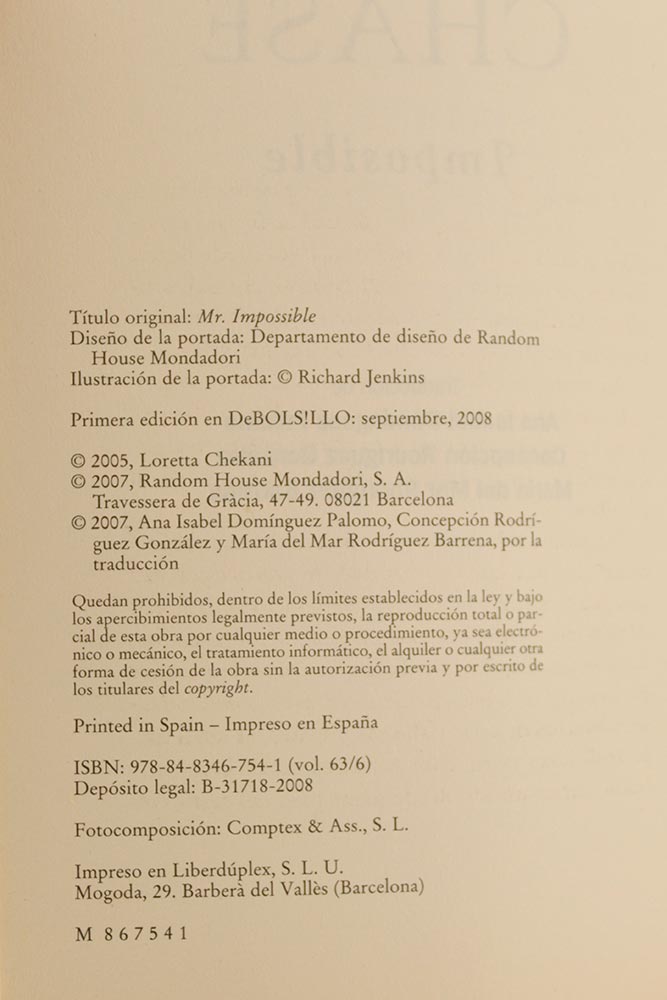 CHASE
Imposible
Título original: Mr. Impossible
Diseño de la portada: Departamento de diseño de Random
House Mondadori
Ilustración de la portada: © Richard Jenkins
Primera edición en DeBOLS!LLO: septiembre, 2008
© 2005, Loretta Chekani
© 2007, Random House Mondadori, S. A.
Travessera de Gràcia, 47-49. 08021 Barcelona
© 2007, Ana Isabel Domínguez Palomo, Concepción Rodrí-
guez González y María del Mar Rodríguez Barrena, por la
traducción
Quedan prohibidos, dentro de los límites establecidos en la ley y bajo
los apercibimientos legalmente previstos, la reproducción total o par-
cial de esta obra por cualquier medio o procedimiento, ya sea electró-
nico o mecánico, el tratamiento informático, el alquiler o cualquier otra
forma de cesión de la obra sin la autorización previa y por escrito de
los titulares del copyright.
Printed in Spain – Impreso en España
ISBN: 978-84-8346-754-1 (vol. 63/6)
Depósito legal: B-31718-2008
Fotocomposición: Comptex & Ass., S. L.
Impreso en Liberdúplex, S. L. U.
Mogoda, 29. Barberà del Vallès (Barcelona)
M 867541